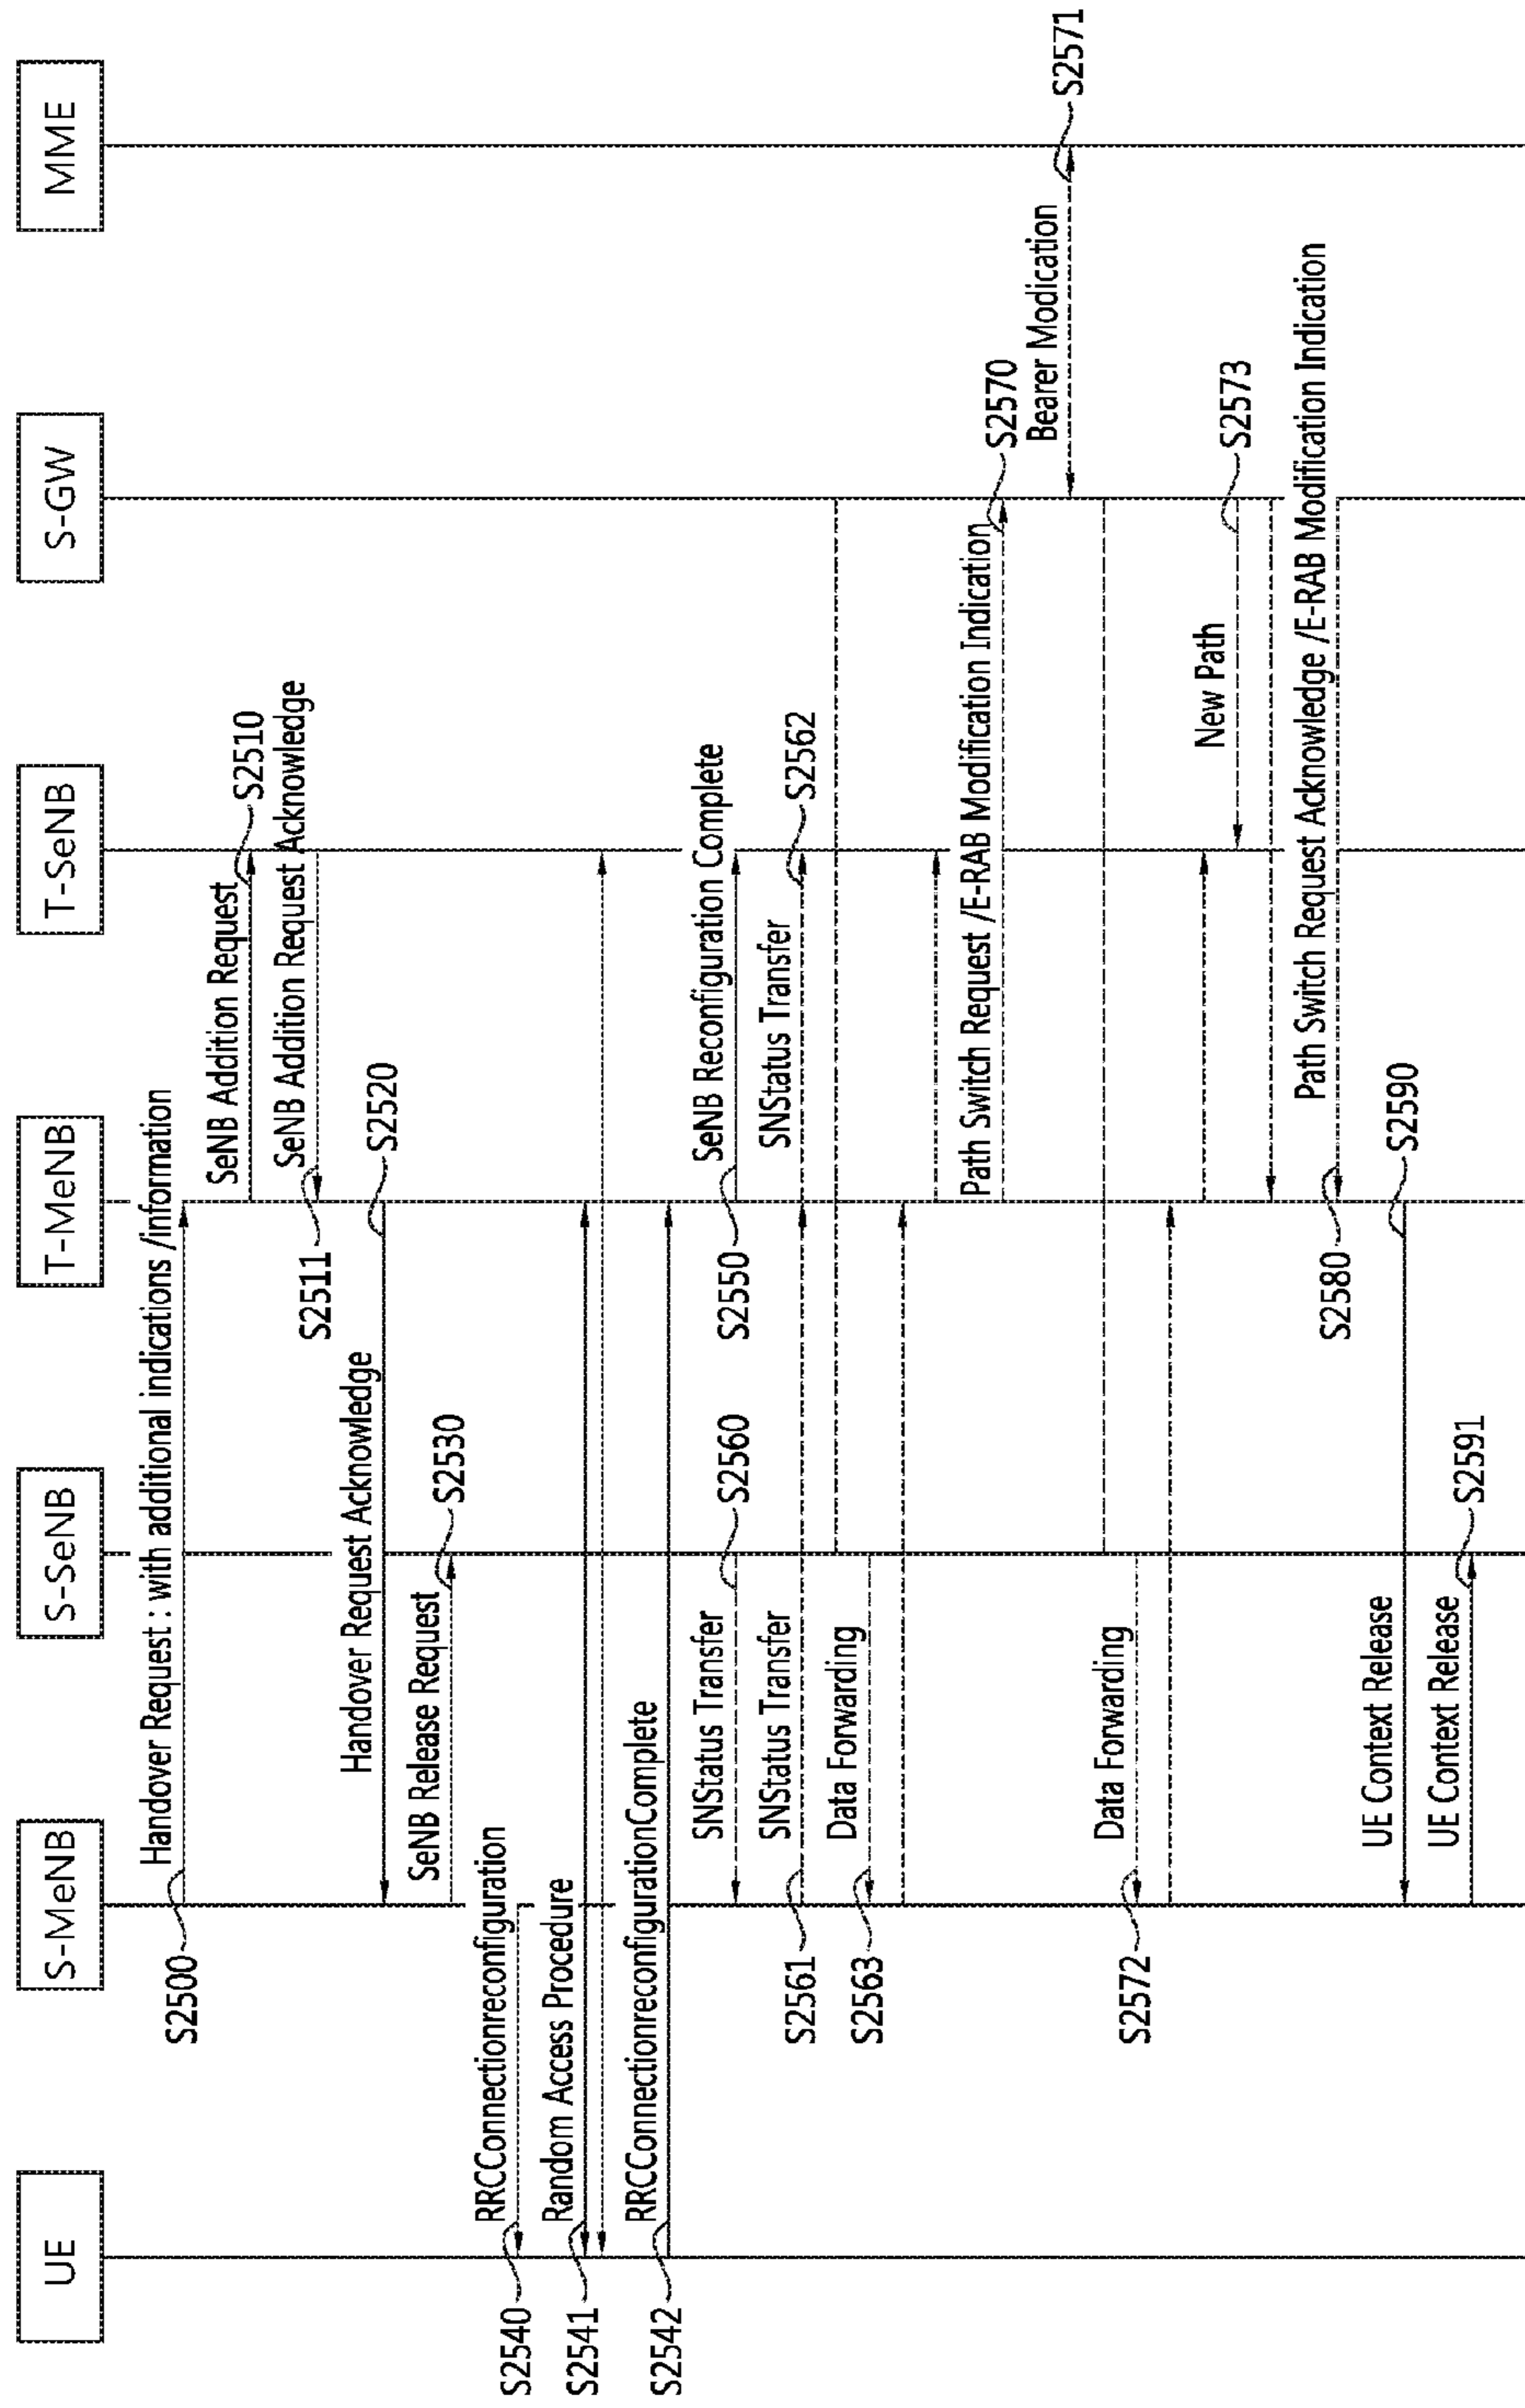 UE
S-MeNB
S-SeNB
T-MeNB
T-SeNB
S-GW
MME
Handover Request : with additional indications /information
S2500
SeNB Addition Request
S2510
SeNB Addition Request Acknowledge
S2511
Handover Request Acknowledge
S2520
SeNB Release Request
S2530
RRCConnectionreconfiguration
S2540
Random Access Procedure
S2541
RRCConnectionreconfigurationComplete
S2542
SeNB Reconfiguration Complete
S2550
SNStatus Transfer
S2560
SNStatus Transfer
S2561
SNStatus Transfer
S2562
Data Forwarding
S2563
Path Switch Request /E-RAB Modification Indication
S2570
Bearer Modication
S2571
Data Forwarding
S2572
New Path
S2573
Path Switch Request Acknowledge /E-RAB Modification Indication
S2580
UE Context Release
S2590
UE Context Release
S2591